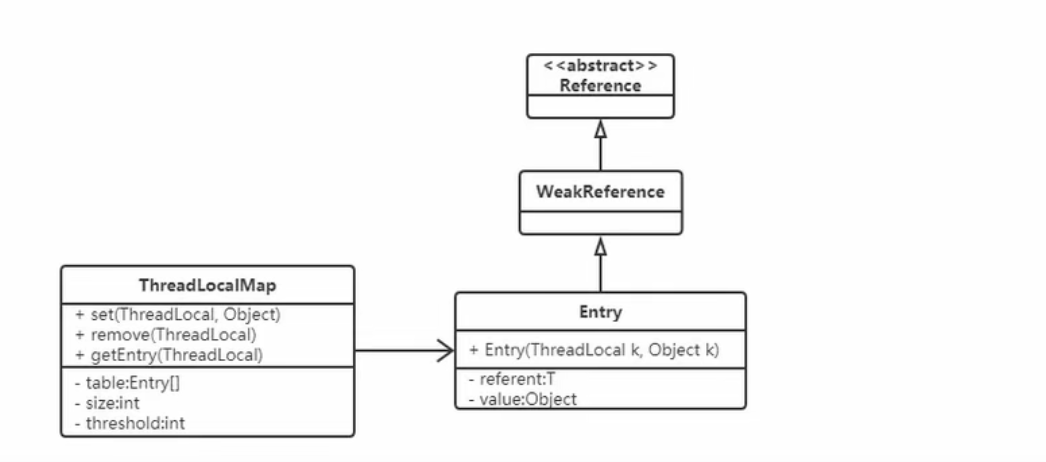 <<abstract>>
Reference
WeakReference
ThreadLocalMap
+ set(ThreadLocal, Object)
+ remove(ThreadLocal)
+ getEntry(ThreadLocal)
- table:Entry[]
- size:int
- threshold:int
Entry
+ Entry(ThreadLocal k, Object k)
- referent:T
- value:Object